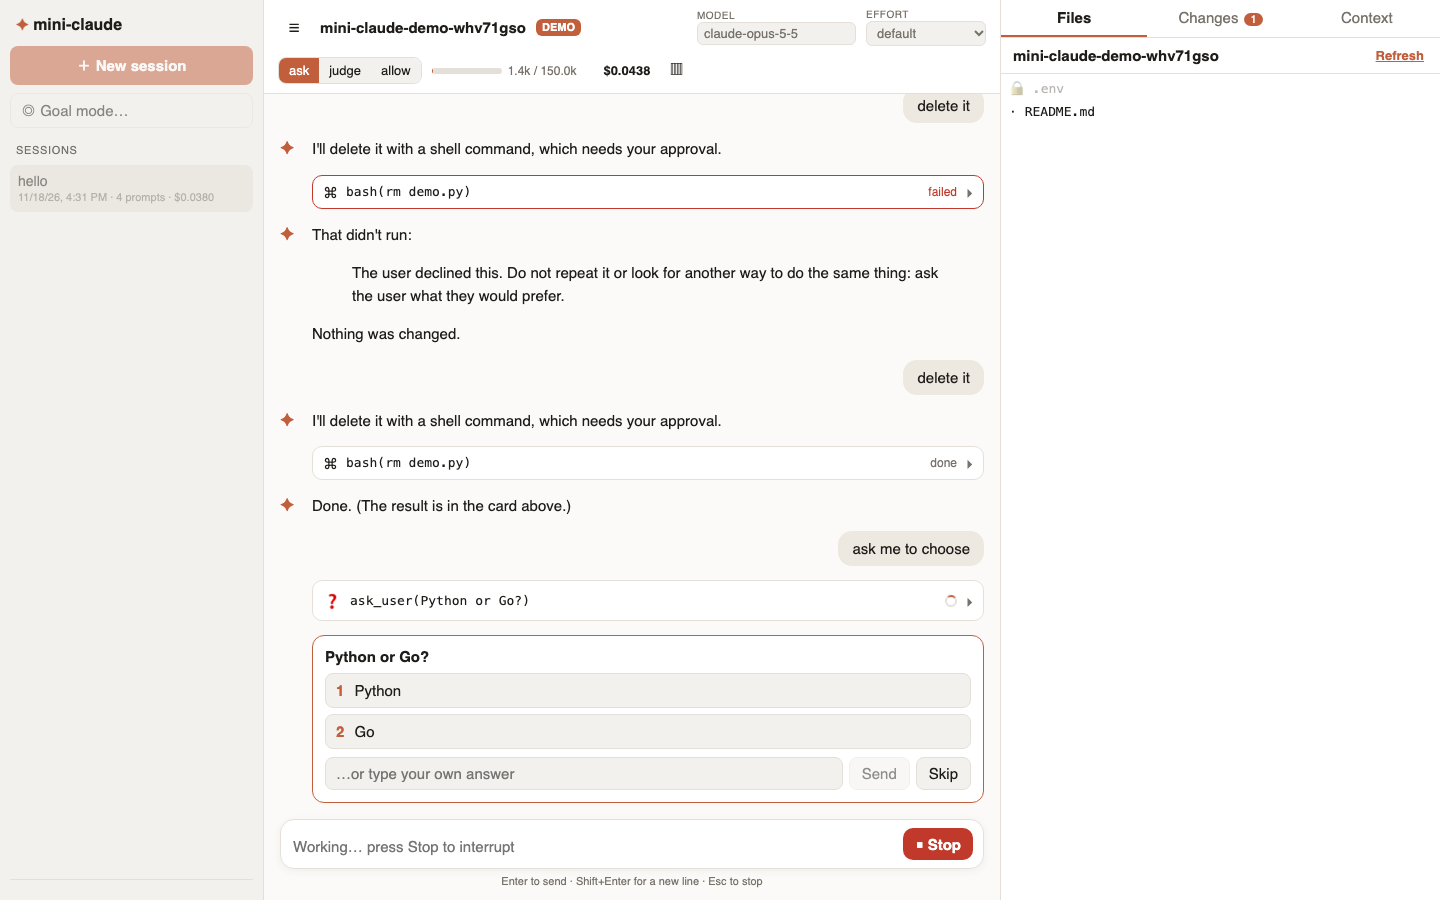 mini-claude
+ New session
Goal mode…
SESSIONS
hello
11/18/26, 4:31 PM · 4 prompts · $0.0380
☰ mini-claude-demo-whv71gso DEMO
MODEL
claude-opus-5-5
EFFORT
default
ask judge allow 1.4k / 150.0k $0.0438
delete it
I'll delete it with a shell command, which needs your approval.
⌘ bash(rm demo.py) failed
That didn't run:
The user declined this. Do not repeat it or look for another way to do the same thing: ask
the user what they would prefer.
Nothing was changed.
delete it
I'll delete it with a shell command, which needs your approval.
⌘ bash(rm demo.py) done
Done. (The result is in the card above.)
ask me to choose
❓ ask_user(Python or Go?)
Python or Go?
1 Python
2 Go
…or type your own answer Send Skip
Working… press Stop to interrupt Stop
Enter to send · Shift+Enter for a new line · Esc to stop
Files Changes 1 Context
mini-claude-demo-whv71gso Refresh
.env
· README.md